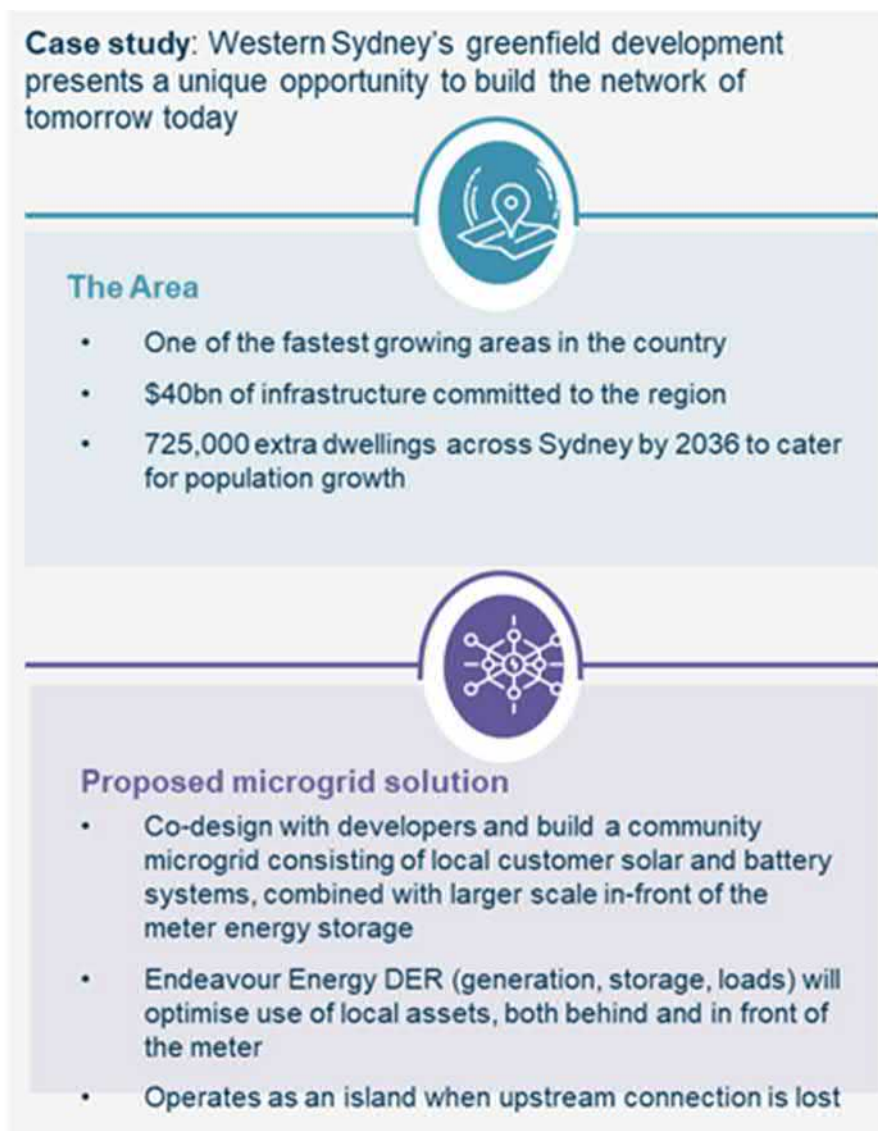 Case study: Western Sydney's greenfield development
presents a unique opportunity to build the network of
tomorrow today
The Area
• One of the fastest growing areas in the country
• $40bn of infrastructure committed to the region
• 725,000 extra dwellings across Sydney by 2036 to cater
for population growth
Proposed microgrid solution
• Co-design with developers and build a community
microgrid consisting of local customer solar and battery
systems, combined with larger scale in-front of the
meter energy storage
• Endeavour Energy DER (generation, storage, loads) will
optimise use of local assets, both behind and in front of
the meter
• Operates as an island when upstream connection is lost